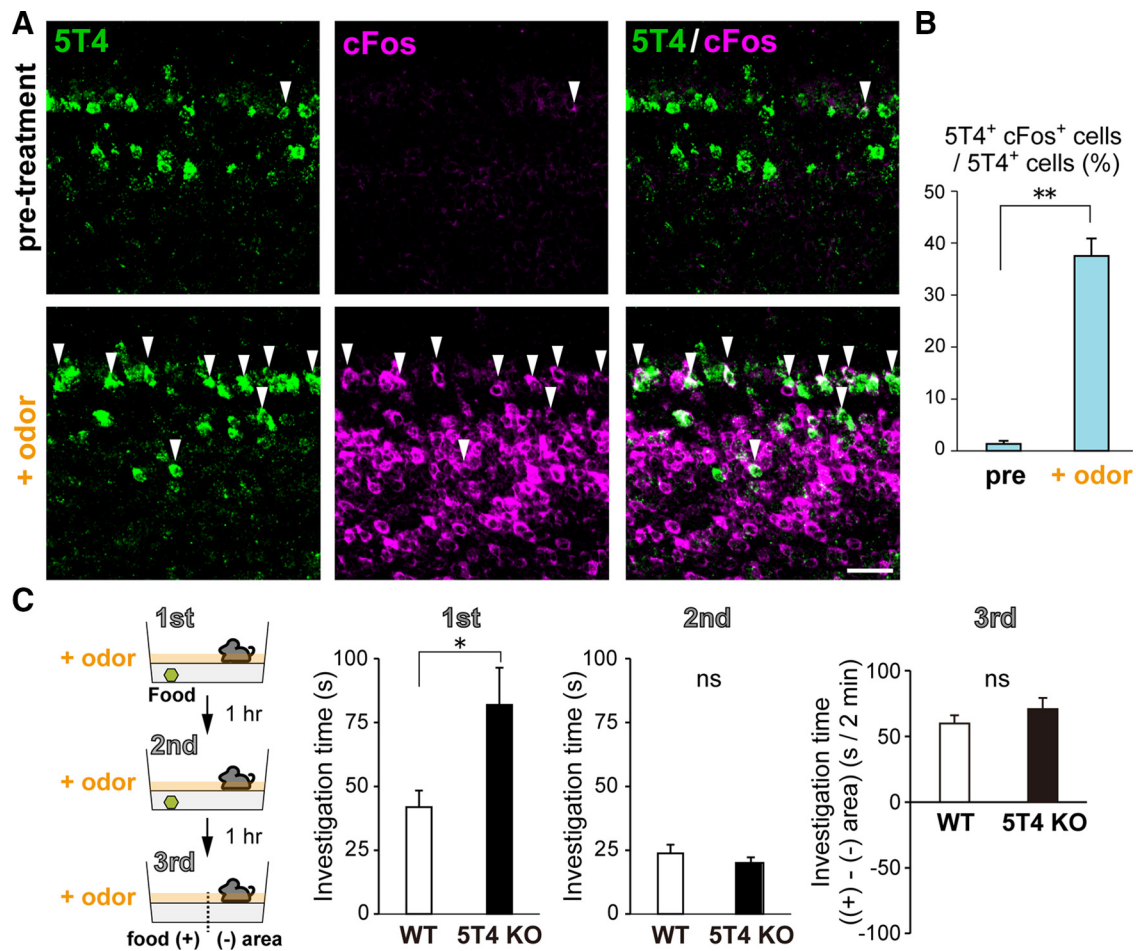 A
5T4
cFos
5T4/cFos
pre-treatment
+ odor
B
5T4⁺ cFos⁺ cells
/ 5T4⁺ cells (%)
50
40
30
20
10
0
**
pre
+ odor
C
1st
+ odor
Food
1 hr
2nd
+ odor
1 hr
3rd
+ odor
food (+)
(-) area
1st
Investigation time (s)
100
75
50
25
0
*
WT
5T4 KO
2nd
Investigation time (s)
100
75
50
25
0
ns
WT
5T4 KO
3rd
Investigation time
((+) - (-) area) (s / 2 min)
100
50
0
-50
-100
ns
WT
5T4 KO